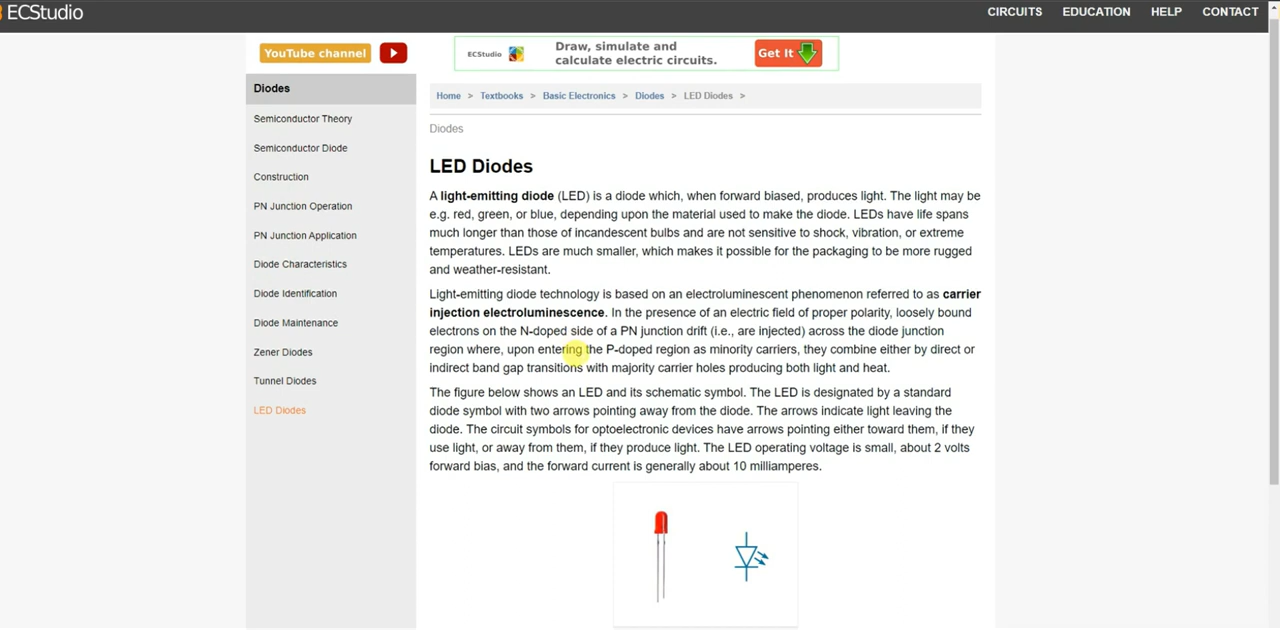 ECStudio
CIRCUITS EDUCATION HELP CONTACT
YouTube channel
ECStudio
Draw, simulate and
calculate electric circuits.
Get It
Diodes
Semiconductor Theory
Semiconductor Diode
Construction
PN Junction Operation
PN Junction Application
Diode Characteristics
Diode Identification
Diode Maintenance
Zener Diodes
Tunnel Diodes
LED Diodes
Home > Textbooks > Basic Electronics > Diodes > LED Diodes >
Diodes
LED Diodes
A light-emitting diode (LED) is a diode which, when forward biased, produces light. The light may be
e.g. red, green, or blue, depending upon the material used to make the diode. LEDs have life spans
much longer than those of incandescent bulbs and are not sensitive to shock, vibration, or extreme
temperatures. LEDs are much smaller, which makes it possible for the packaging to be more rugged
and weather-resistant.
Light-emitting diode technology is based on an electroluminescent phenomenon referred to as carrier
injection electroluminescence. In the presence of an electric field of proper polarity, loosely bound
electrons on the N-doped side of a PN junction drift (i.e., are injected) across the diode junction
region where, upon entering the P-doped region as minority carriers, they combine either by direct or
indirect band gap transitions with majority carrier holes producing both light and heat.
The figure below shows an LED and its schematic symbol. The LED is designated by a standard
diode symbol with two arrows pointing away from the diode. The arrows indicate light leaving the
diode. The circuit symbols for optoelectronic devices have arrows pointing either toward them, if they
use light, or away from them, if they produce light. The LED operating voltage is small, about 2 volts
forward bias, and the forward current is generally about 10 milliamperes.